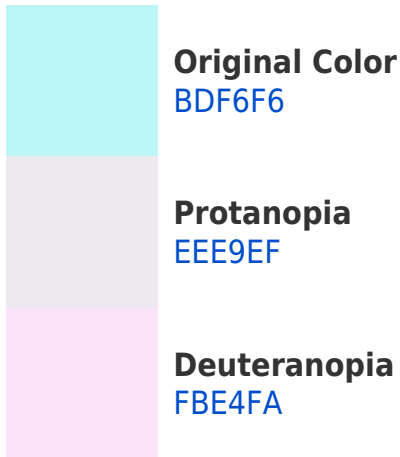 Original Color
BDF6F6
Protanopia
EEE9EF
Deuteranopia
FBE4FA